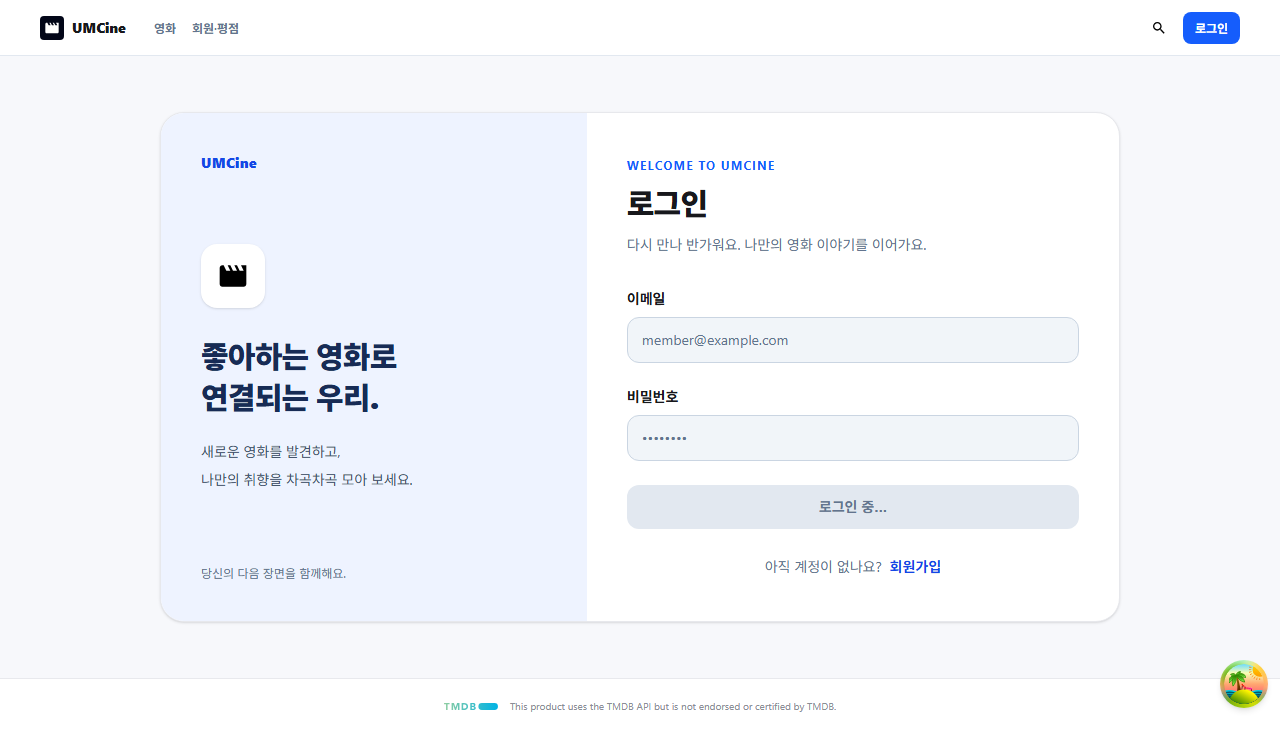 UMCine
영화
회원·평점
로그인
UMCine
좋아하는 영화로
연결되는 우리.
새로운 영화를 발견하고,
나만의 취향을 차곡차곡 모아 보세요.
당신의 다음 장면을 함께해요.
WELCOME TO UMCINE
로그인
다시 만나 반가워요. 나만의 영화 이야기를 이어가요.
이메일
member@example.com
비밀번호
••••••••
로그인 중...
아직 계정이 없나요? 회원가입
TMDB
This product uses the TMDB API but is not endorsed or certified by TMDB.